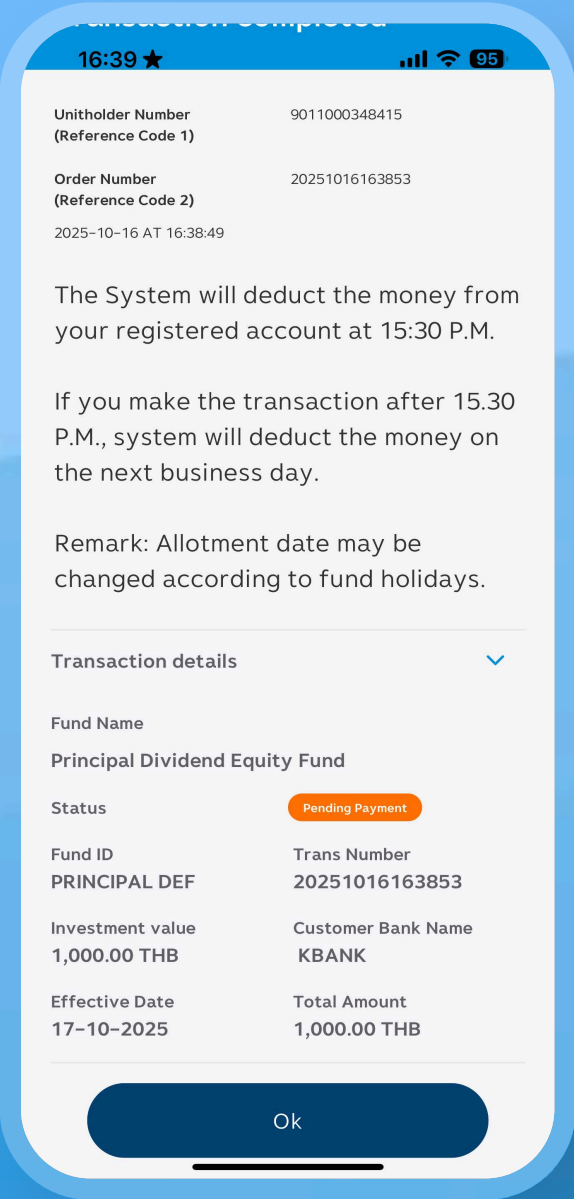 Transaction completed
16:39
95
Unitholder Number 9011000348415
(Reference Code 1)
Order Number 20251016163853
(Reference Code 2)
2025-10-16 AT 16:38:49
The System will deduct the money from
your registered account at 15:30 P.M.
If you make the transaction after 15.30
P.M., system will deduct the money on
the next business day.
Remark: Allotment date may be
changed according to fund holidays.
Transaction details
Fund Name
Principal Dividend Equity Fund
Status Pending Payment
Fund ID Trans Number
PRINCIPAL DEF 20251016163853
Investment value Customer Bank Name
1,000.00 THB KBANK
Effective Date Total Amount
17-10-2025 1,000.00 THB
Ok